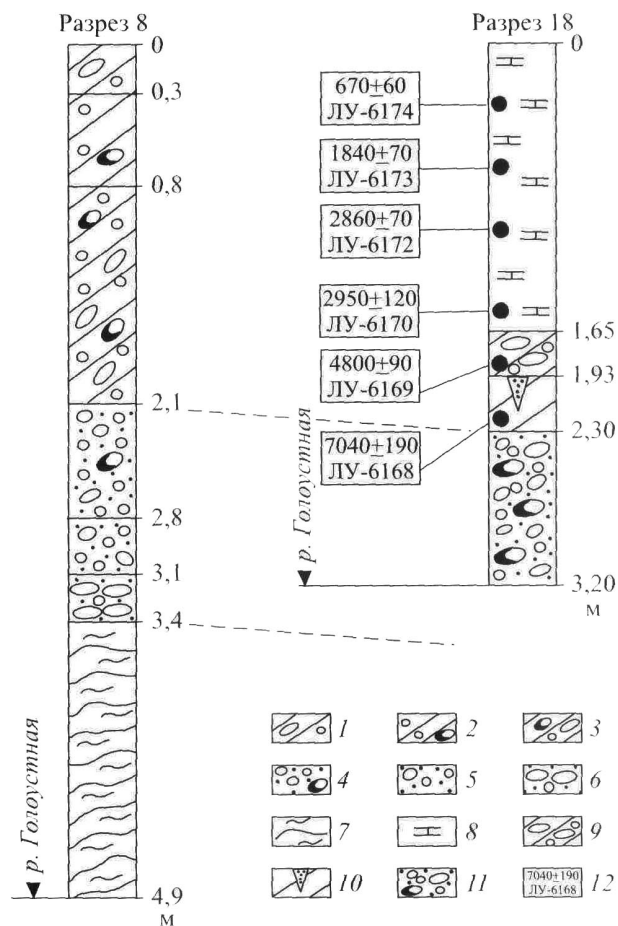 Разрез 8
0
0,3
0,8
2,1
2,8
3,1
3,4
4,9
м
р. Голоустная
Разрез 18
0
670±60
ЛУ-6174
1840±70
ЛУ-6173
2860±70
ЛУ-6172
2950±120
ЛУ-6170
4800±90
ЛУ-6169
7040±190
ЛУ-6168
1,65
1,93
2,30
3,20
м
р. Голоустная
1
2
3
4
5
6
7
8
9
10
11
7040±190
ЛУ-6168
12